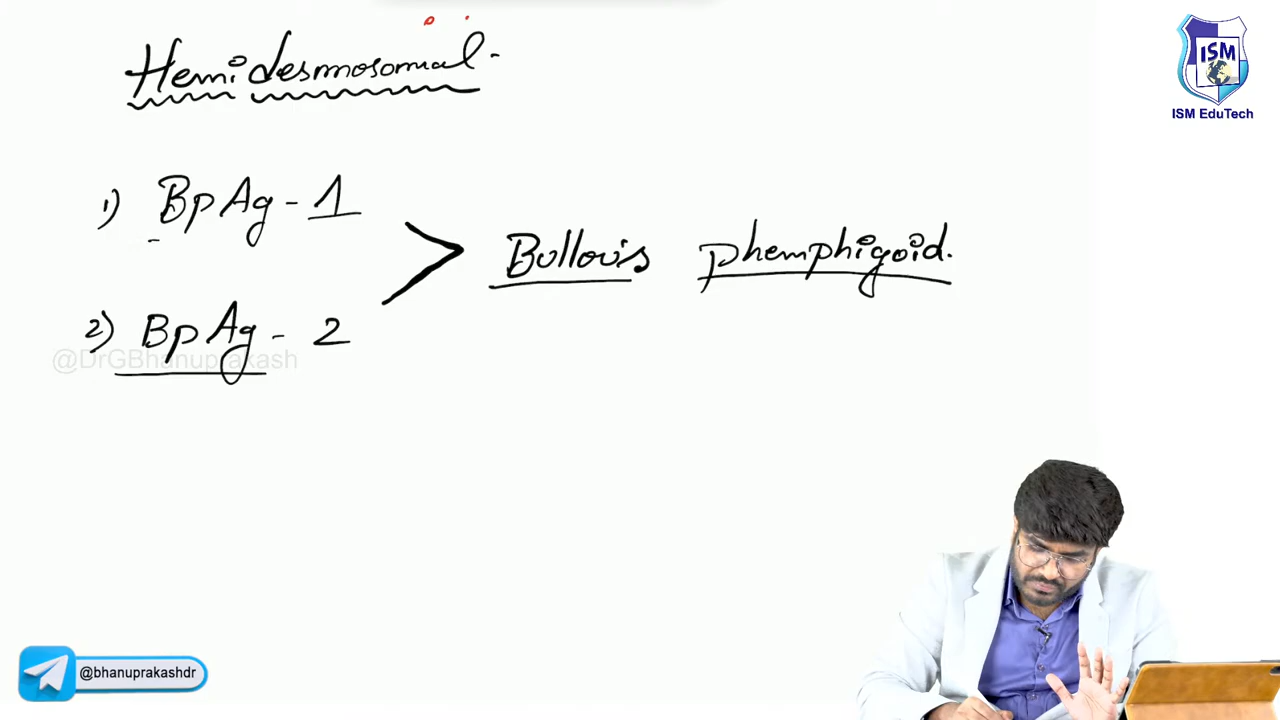 Hemidesmosomal.
ISM
ISM EduTech
1) BpAg - 1
Bullous phemphigoid.
2) BpAg - 2
@DrGBhanuprakash
@bhanuprakashdr